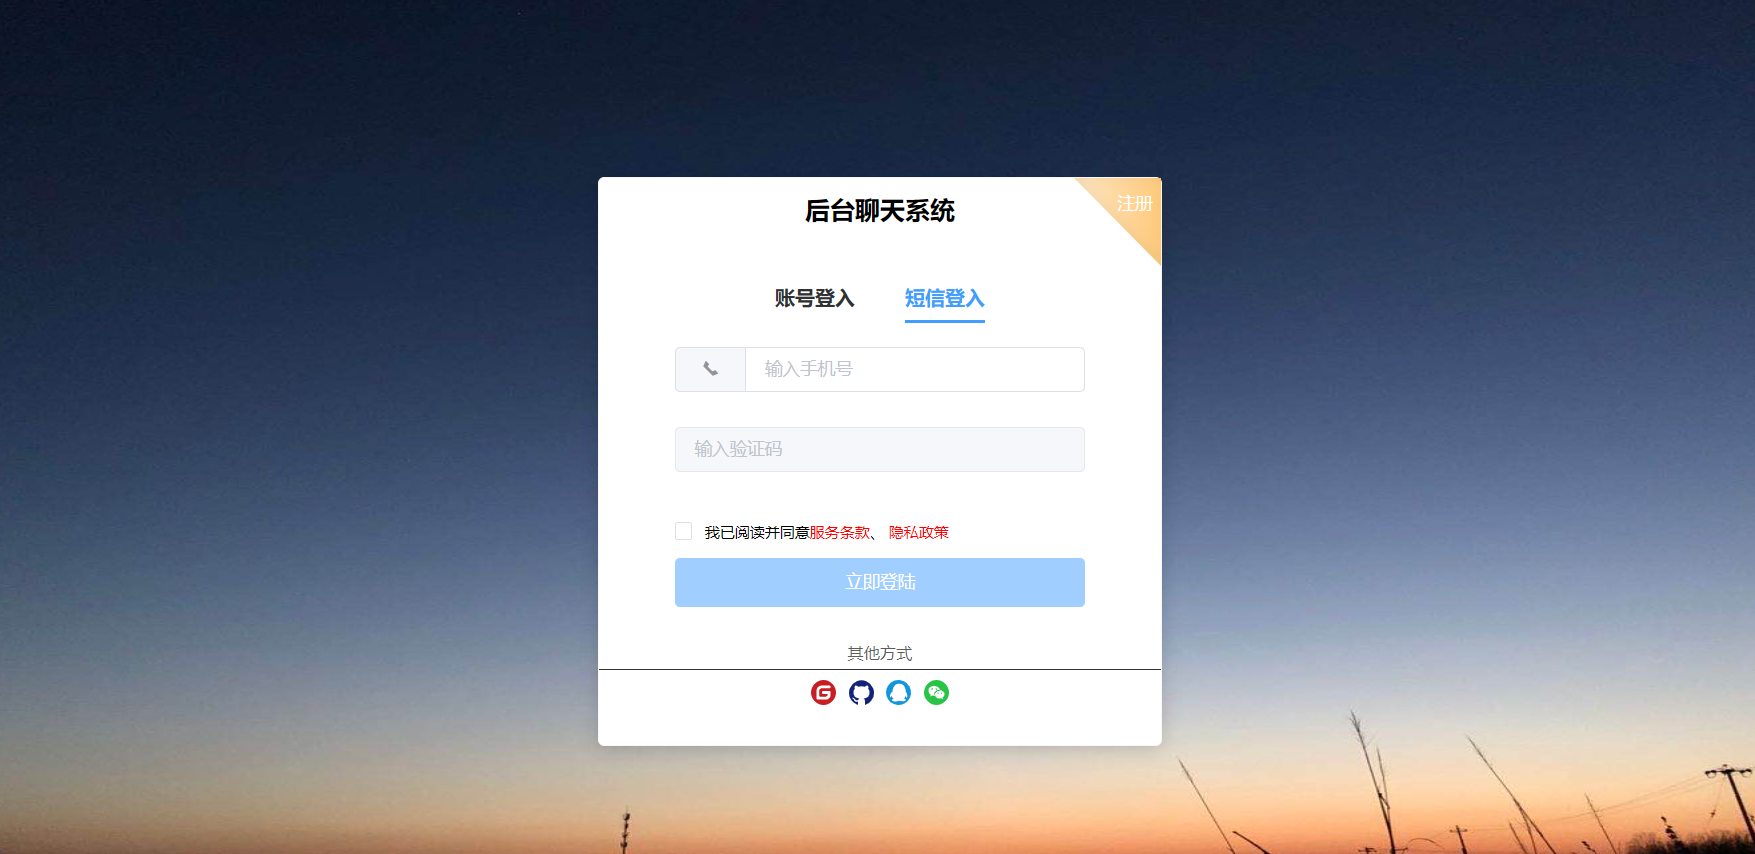 后台聊天系统
注册
账号登入 短信登入
输入手机号
输入验证码
我已阅读并同意服务条款、 隐私政策
立即登陆
其他方式